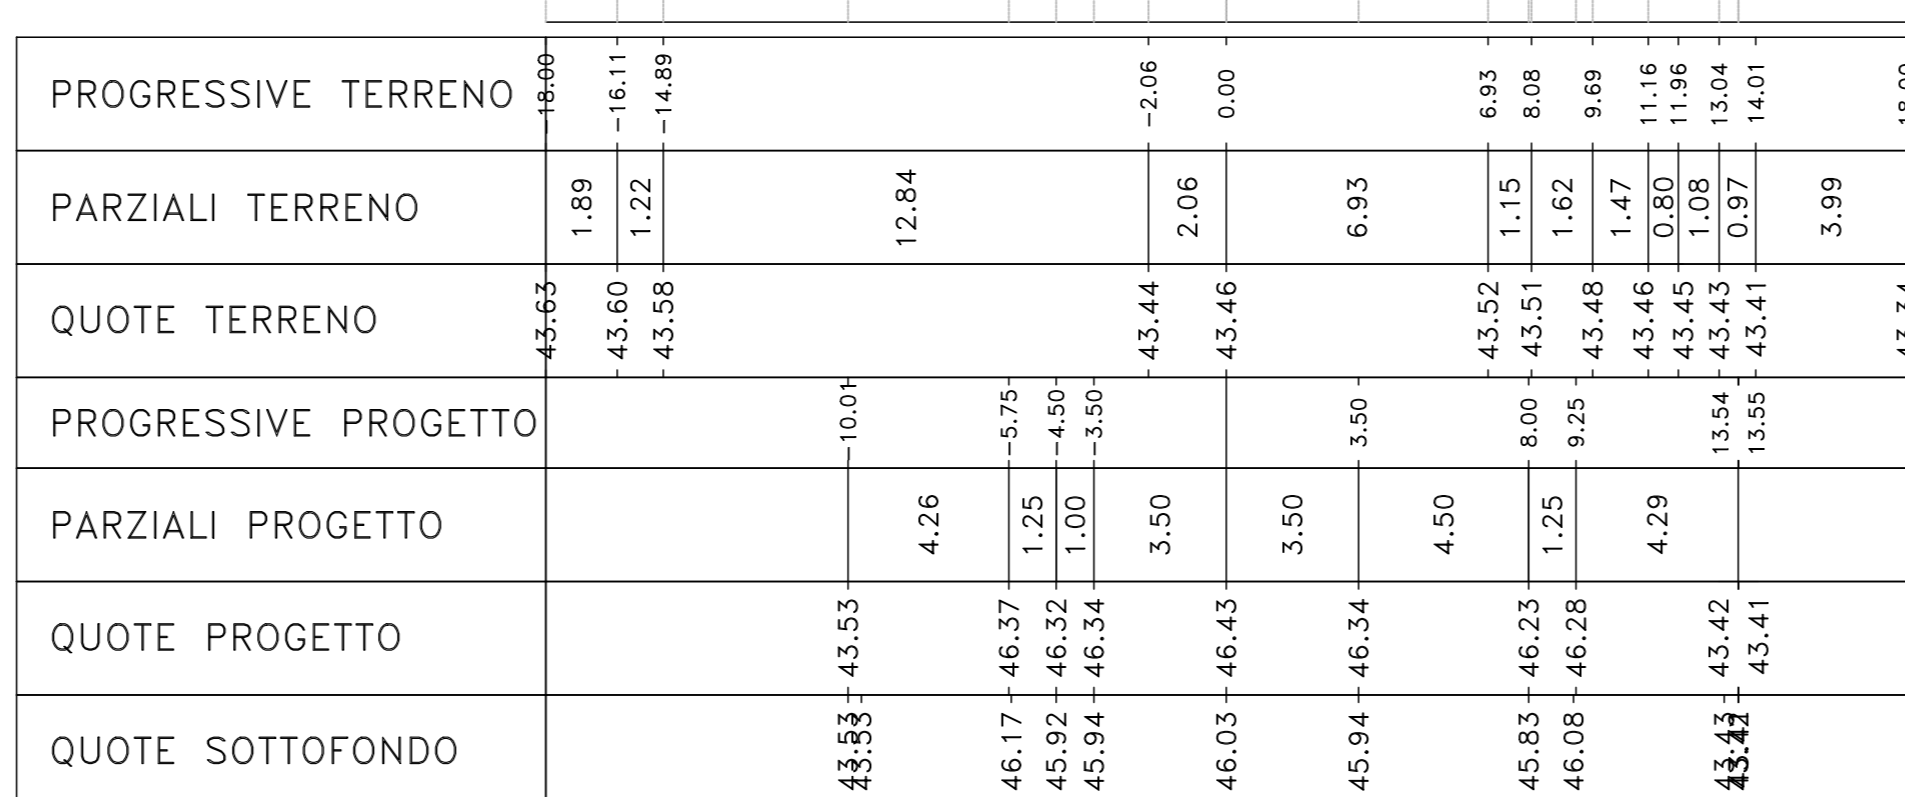 PROGRESSIVE TERRENO -18.00 -16.11 -14.89 -2.06 0.00 6.93 8.08 9.69 11.16 11.96 13.04 14.01
PARZIALI TERRENO 1.89 1.22 12.84 2.06 6.93 1.15 1.62 1.47 0.80 1.08 0.97 3.99
QUOTE TERRENO 43.63 43.60 43.58 43.44 43.46 43.52 43.51 43.48 43.46 43.45 43.43 43.41
PROGRESSIVE PROGETTO -10.01 -5.75 -4.50 -3.50 3.50 8.00 9.25 13.54 13.55
PARZIALI PROGETTO 4.26 1.25 1.00 3.50 3.50 4.50 1.25 4.29
QUOTE PROGETTO 43.53 46.37 46.32 46.34 46.43 46.34 46.23 46.28 43.42 43.41
QUOTE SOTTOFONDO 43.53 43.53 46.17 45.92 45.94 46.03 45.94 45.83 46.08